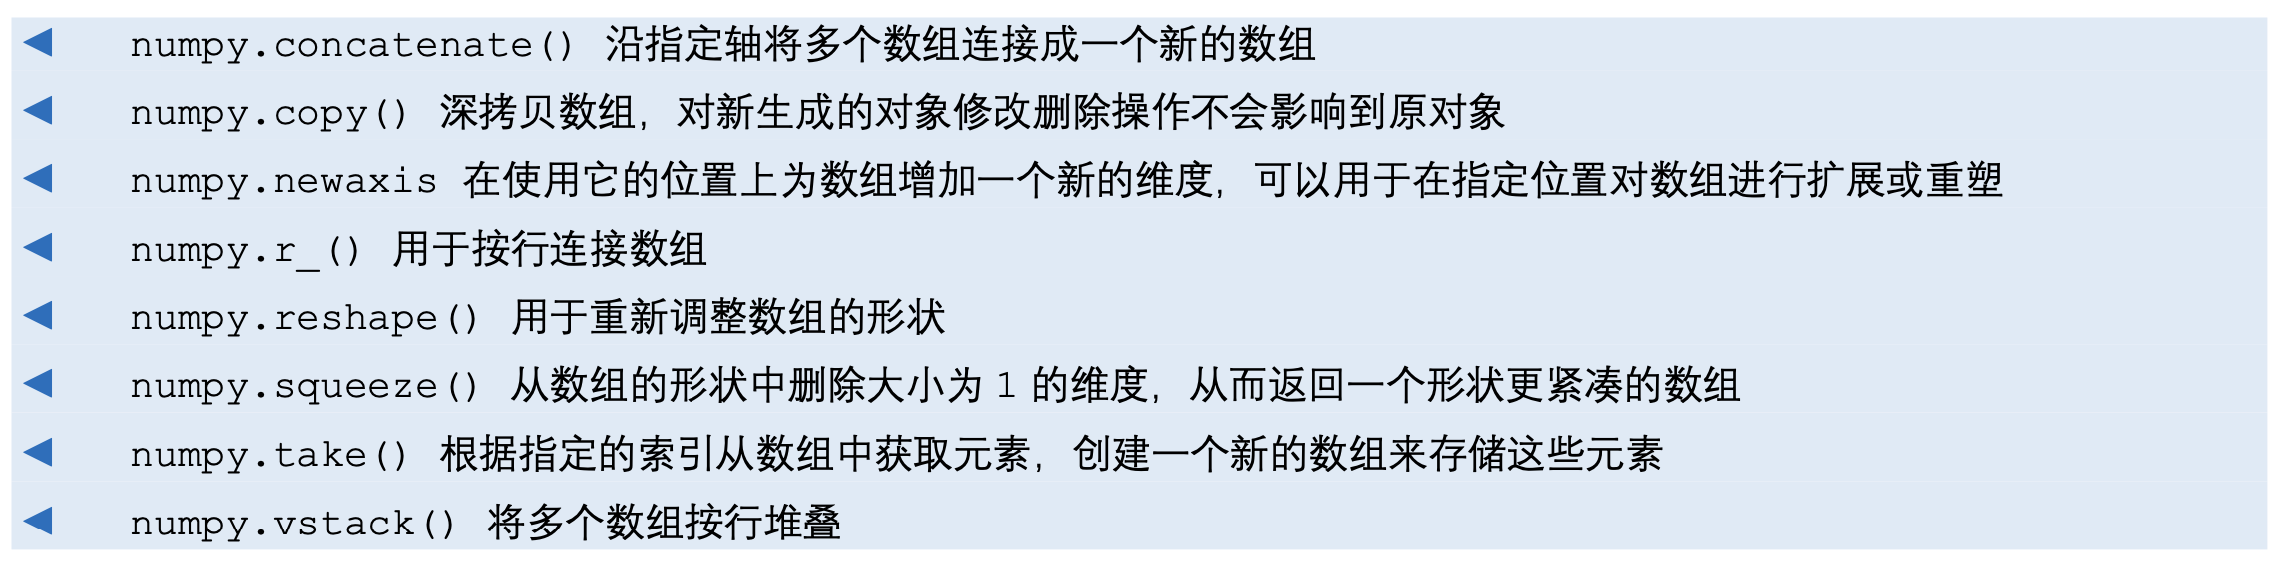 numpy.concatenate() 沿指定轴将多个数组连接成一个新的数组
numpy.copy() 深拷贝数组，对新生成的对象修改删除操作不会影响到原对象
numpy.newaxis 在使用它的位置上为数组增加一个新的维度，可以用于在指定位置对数组进行扩展或重塑
numpy.r_() 用于按行连接数组
numpy.reshape() 用于重新调整数组的形状
numpy.squeeze() 从数组的形状中删除大小为 1 的维度，从而返回一个形状更紧凑的数组
numpy.take() 根据指定的索引从数组中获取元素，创建一个新的数组来存储这些元素
numpy.vstack() 将多个数组按行堆叠